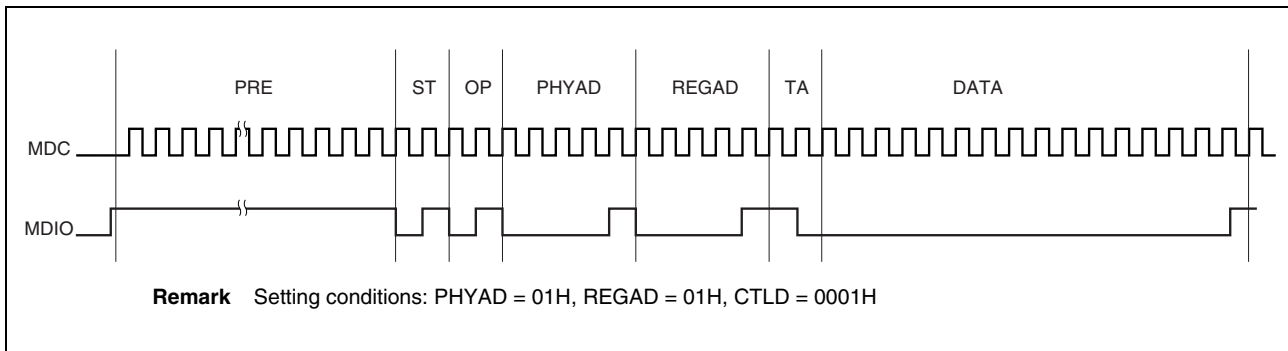 PRE ST OP PHYAD REGAD TA DATA
MDC
MDIO
Remark Setting conditions: PHYAD = 01H, REGAD = 01H, CTLD = 0001H